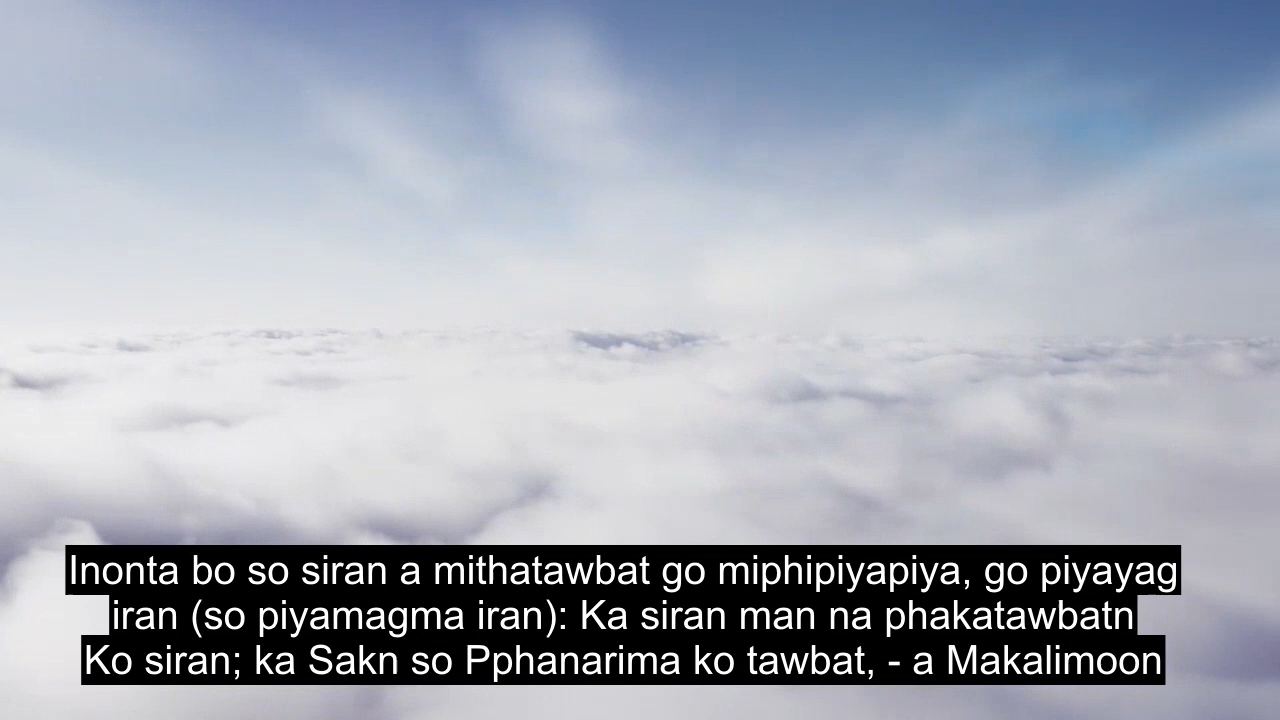 Inonta bo so siran a mithatawbat go miphipiyapiya, go piyayag
iran (so piyamagma iran): Ka siran man na phakatawbatn
Ko siran; ka Sakn so Pphanarima ko tawbat, - a Makalimoon